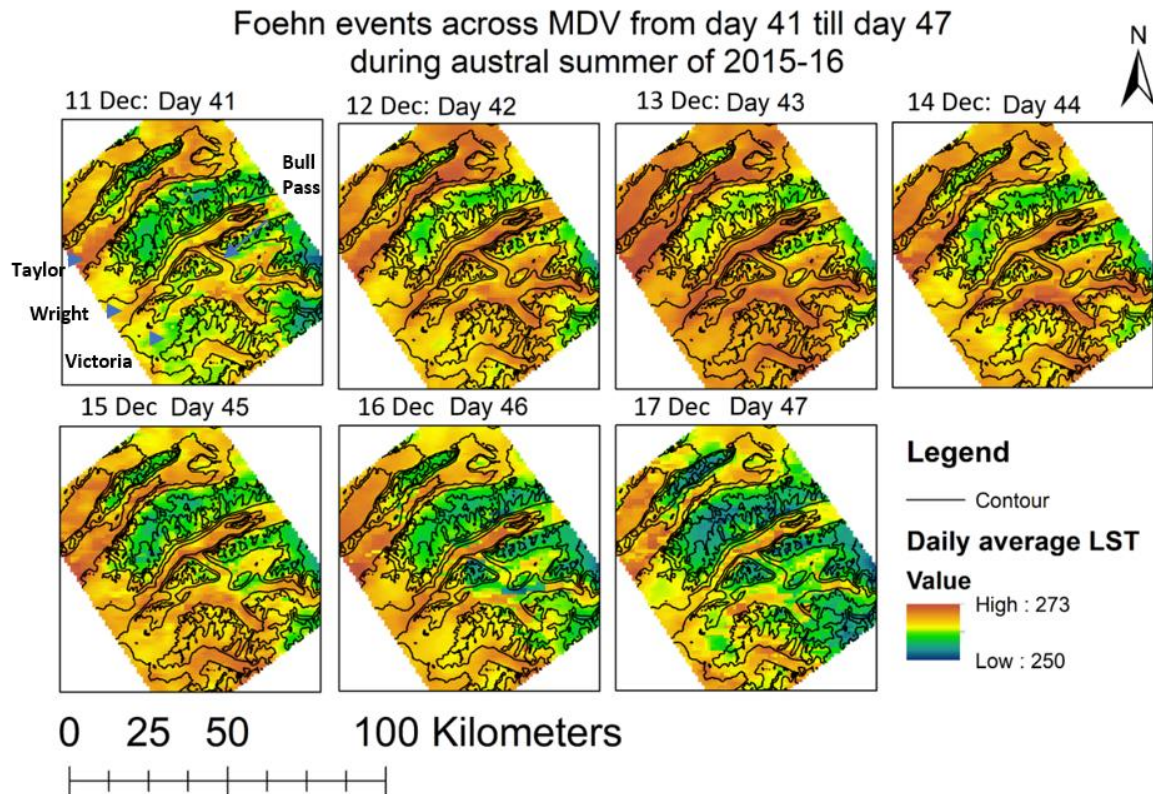 Foehn events across MDV from day 41 till day 47
during austral summer of 2015-16
N
11 Dec: Day 41
12 Dec: Day 42
13 Dec: Day 43
14 Dec: Day 44
Bull
Pass
Taylor
Wright
Victoria
15 Dec Day 45
16 Dec Day 46
17 Dec Day 47
Legend
Contour
Daily average LST
Value
High : 273
Low : 250
0 25 50 100 Kilometers